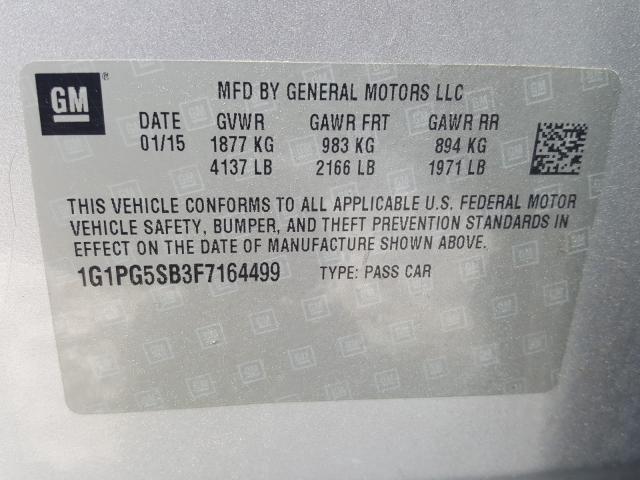 GM
MFD BY GENERAL MOTORS LLC
DATE GVWR GAWR FRT GAWR RR
01/15 1877 KG 983 KG 894 KG
4137 LB 2166 LB 1971 LB
THIS VEHICLE CONFORMS TO ALL APPLICABLE U.S. FEDERAL MOTOR
VEHICLE SAFETY, BUMPER, AND THEFT PREVENTION STANDARDS IN
EFFECT ON THE DATE OF MANUFACTURE SHOWN ABOVE.
1G1PG5SB3F7164499 TYPE: PASS CAR